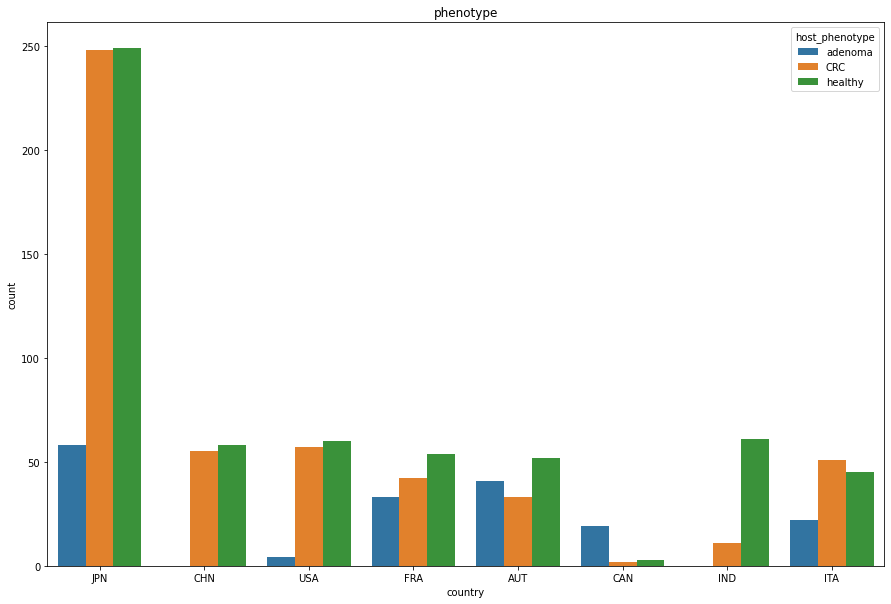 phenotype
host_phenotype
adenoma
CRC
healthy
count
250
200
150
100
50
0
JPN CHN USA FRA AUT CAN IND ITA
country